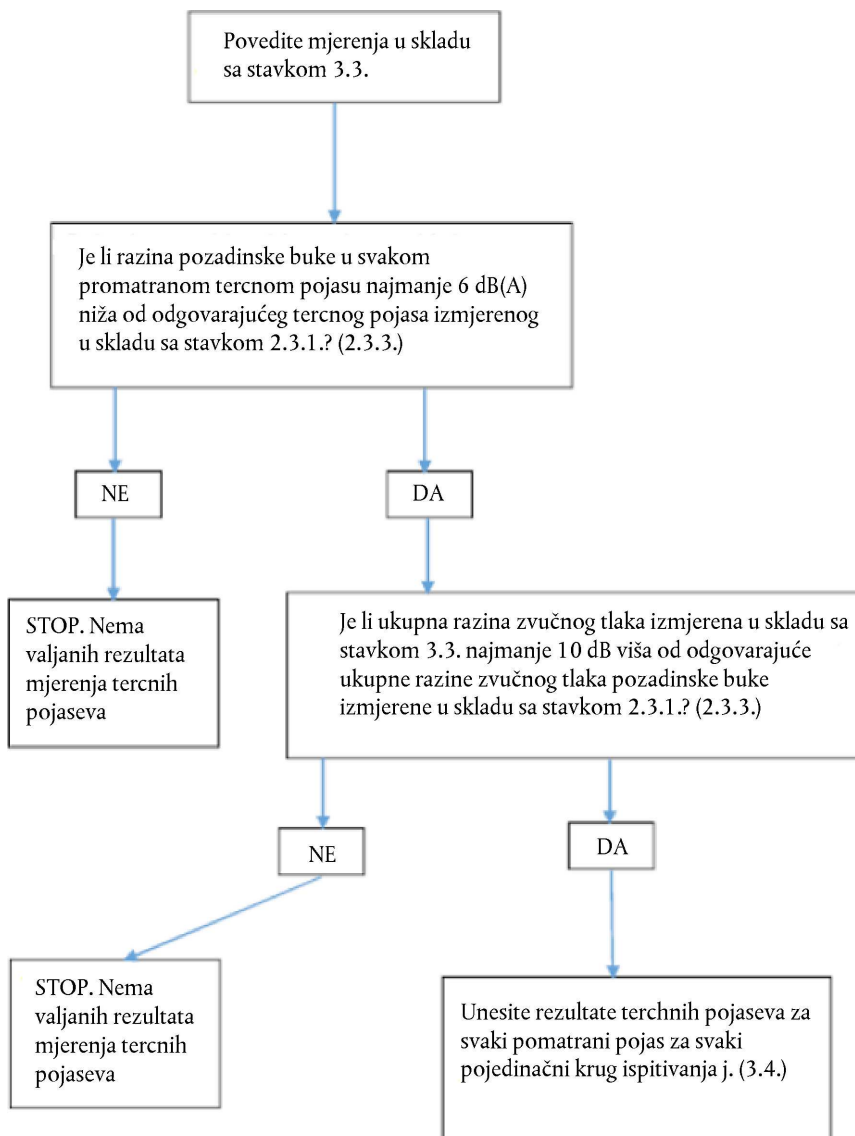 Povedite mjerenja u skladu
sa stavkom 3.3.
Je li razina pozadinske buke u svakom
promatranom tercnom pojasu najmanje 6 dB(A)
niža od odgovarajućeg tercnog pojasa izmjerenog
u skladu sa stavkom 2.3.1.? (2.3.3.)
NE
DA
STOP. Nema
valjanih rezultata
mjerenja tercnih
pojaseva
Je li ukupna razina zvučnog tlaka izmjerena u skladu sa
stavkom 3.3. najmanje 10 dB viša od odgovarajuće
ukupne razine zvučnog tlaka pozadinske buke
izmjerene u skladu sa stavkom 2.3.1.? (2.3.3.)
NE
DA
STOP. Nema
valjanih rezultata
mjerenja tercnih
pojaseva
Unesite rezultate terchnih pojaseva za
svaki pomatrani pojas za svaki
pojedinačni krug ispitivanja j. (3.4.)